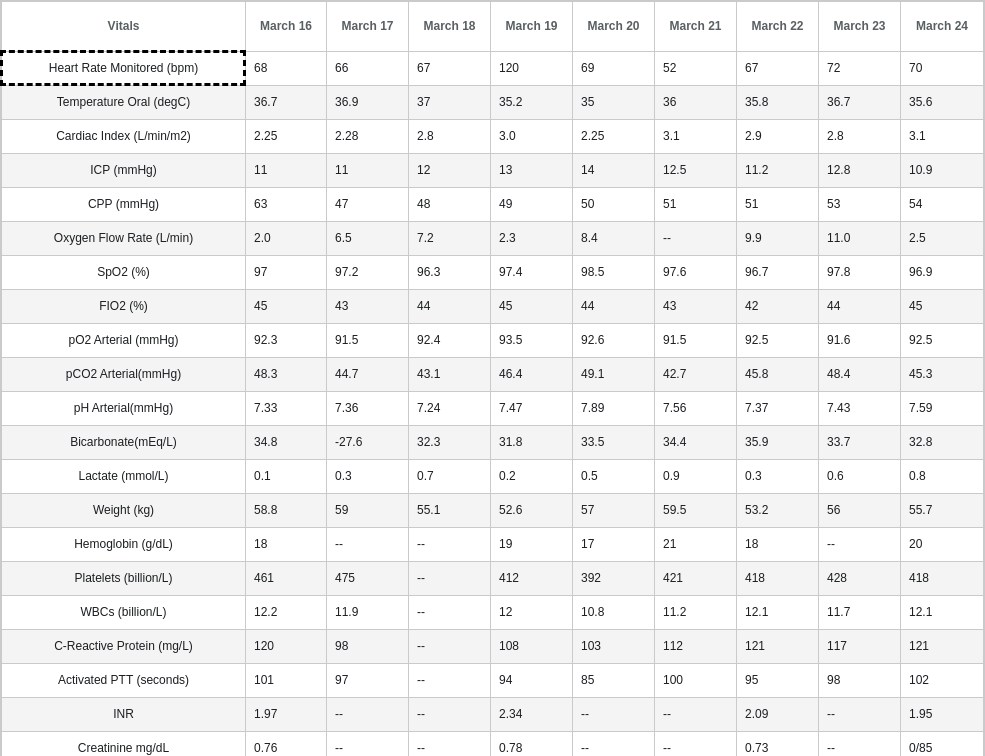 Vitals March 16 March 17 March 18 March 19 March 20 March 21 March 22 March 23 March 24
Heart Rate Monitored (bpm) 68 66 67 120 69 52 67 72 70
Temperature Oral (degC) 36.7 36.9 37 35.2 35 36 35.8 36.7 35.6
Cardiac Index (L/min/m2) 2.25 2.28 2.8 3.0 2.25 3.1 2.9 2.8 3.1
ICP (mmHg) 11 11 12 13 14 12.5 11.2 12.8 10.9
CPP (mmHg) 63 47 48 49 50 51 51 53 54
Oxygen Flow Rate (L/min) 2.0 6.5 7.2 2.3 8.4 -- 9.9 11.0 2.5
SpO2 (%) 97 97.2 96.3 97.4 98.5 97.6 96.7 97.8 96.9
FIO2 (%) 45 43 44 45 44 43 42 44 45
pO2 Arterial (mmHg) 92.3 91.5 92.4 93.5 92.6 91.5 92.5 91.6 92.5
pCO2 Arterial(mmHg) 48.3 44.7 43.1 46.4 49.1 42.7 45.8 48.4 45.3
pH Arterial(mmHg) 7.33 7.36 7.24 7.47 7.89 7.56 7.37 7.43 7.59
Bicarbonate(mEq/L) 34.8 -27.6 32.3 31.8 33.5 34.4 35.9 33.7 32.8
Lactate (mmol/L) 0.1 0.3 0.7 0.2 0.5 0.9 0.3 0.6 0.8
Weight (kg) 58.8 59 55.1 52.6 57 59.5 53.2 56 55.7
Hemoglobin (g/dL) 18 -- -- 19 17 21 18 -- 20
Platelets (billion/L) 461 475 -- 412 392 421 418 428 418
WBCs (billion/L) 12.2 11.9 -- 12 10.8 11.2 12.1 11.7 12.1
C-Reactive Protein (mg/L) 120 98 -- 108 103 112 121 117 121
Activated PTT (seconds) 101 97 -- 94 85 100 95 98 102
INR 1.97 -- -- 2.34 -- -- 2.09 -- 1.95
Creatinine mg/dL 0.76 -- -- 0.78 -- -- 0.73 -- 0/85